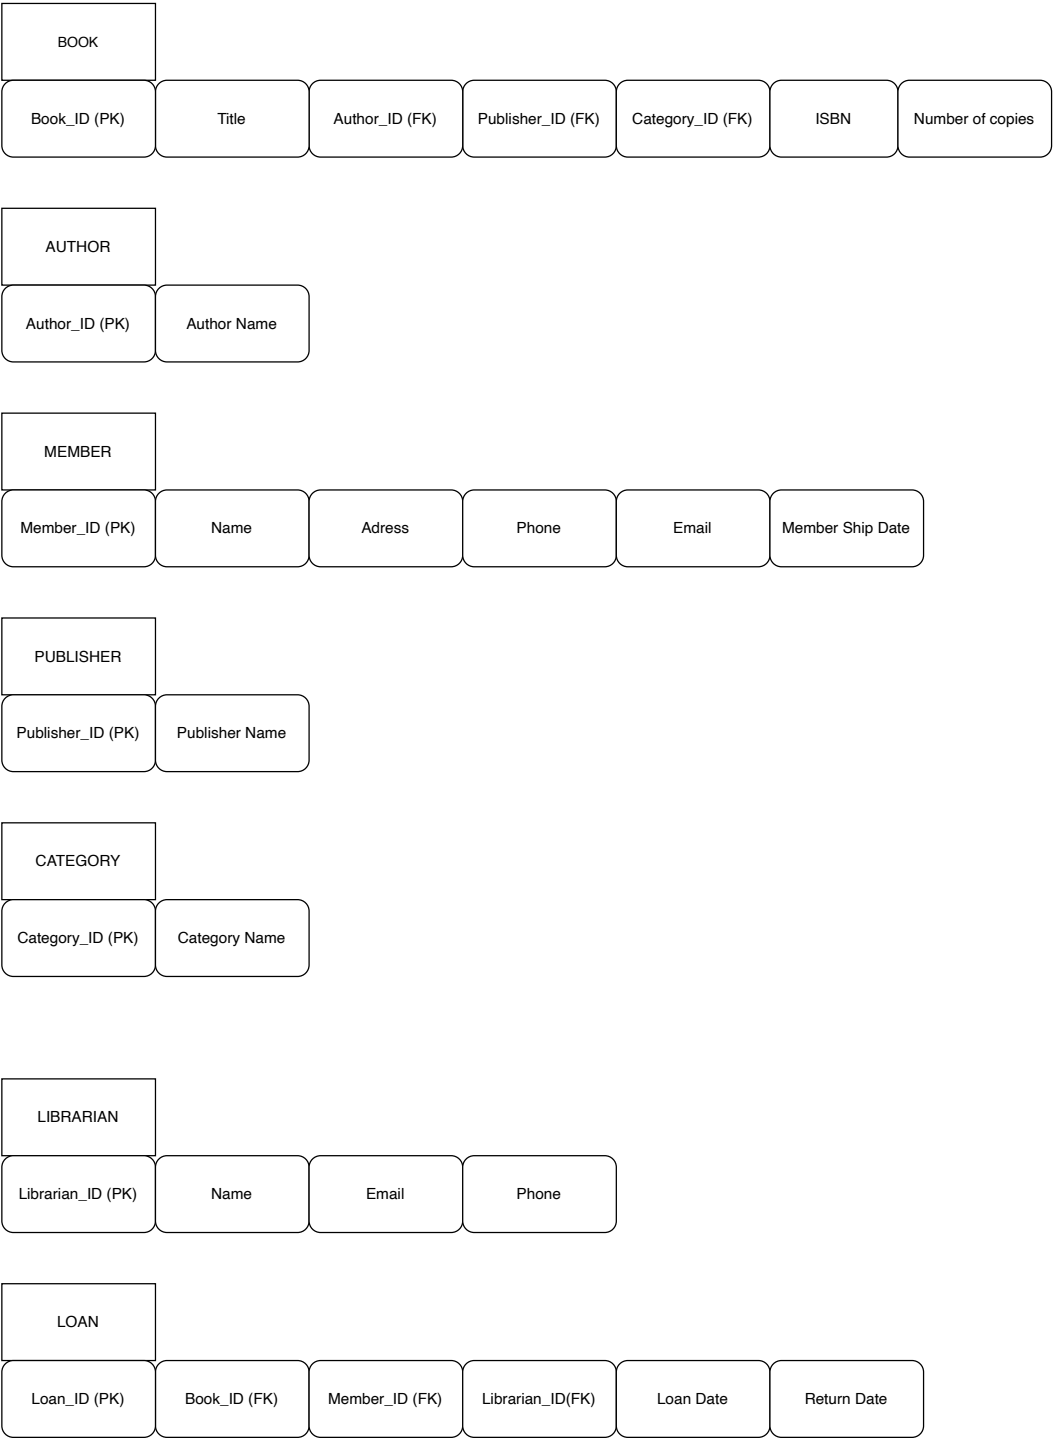 BOOK
Book_ID (PK) Title Author_ID (FK) Publisher_ID (FK) Category_ID (FK) ISBN Number of copies
AUTHOR
Author_ID (PK) Author Name
MEMBER
Member_ID (PK) Name Adress Phone Email Member Ship Date
PUBLISHER
Publisher_ID (PK) Publisher Name
CATEGORY
Category_ID (PK) Category Name
LIBRARIAN
Librarian_ID (PK) Name Email Phone
LOAN
Loan_ID (PK) Book_ID (FK) Member_ID (FK) Librarian_ID(FK) Loan Date Return Date